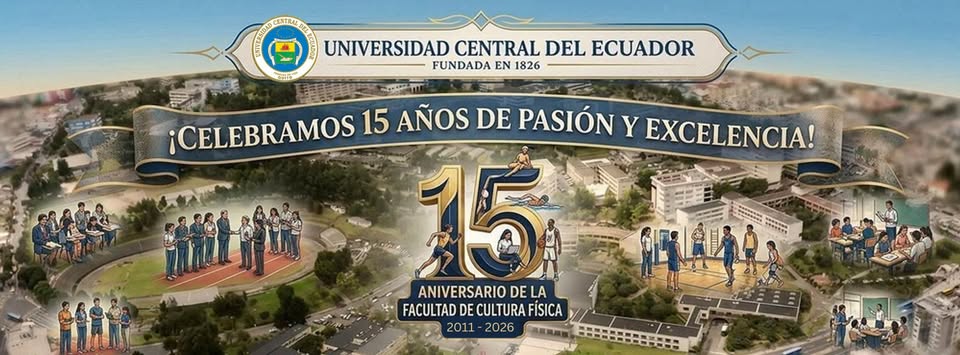 UNIVERSIDAD CENTRAL DEL ECUADOR
FUNDADA EN 1826
¡CELEBRAMOS 15 AÑOS DE PASIÓN Y EXCELENCIA!
15
ANIVERSARIO DE LA
FACULTAD DE CULTURA FÍSICA
2011 - 2026